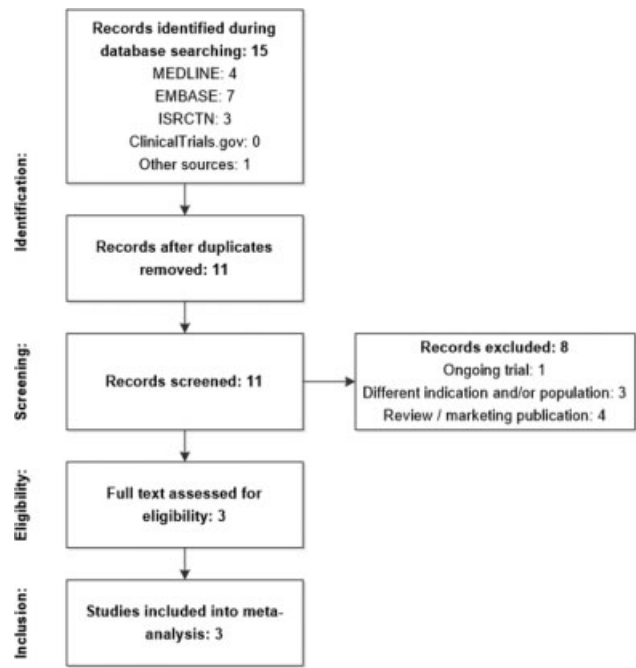 Identification:
Records identified during
database searching: 15
MEDLINE: 4
EMBASE: 7
ISRCTN: 3
ClinicalTrials.gov: 0
Other sources: 1
Records after duplicates
removed: 11
Screening:
Records screened: 11
Records excluded: 8
Ongoing trial: 1
Different indication and/or population: 3
Review / marketing publication: 4
Eligibility:
Full text assessed for
eligibility: 3
Inclusion:
Studies included into meta-
analysis: 3